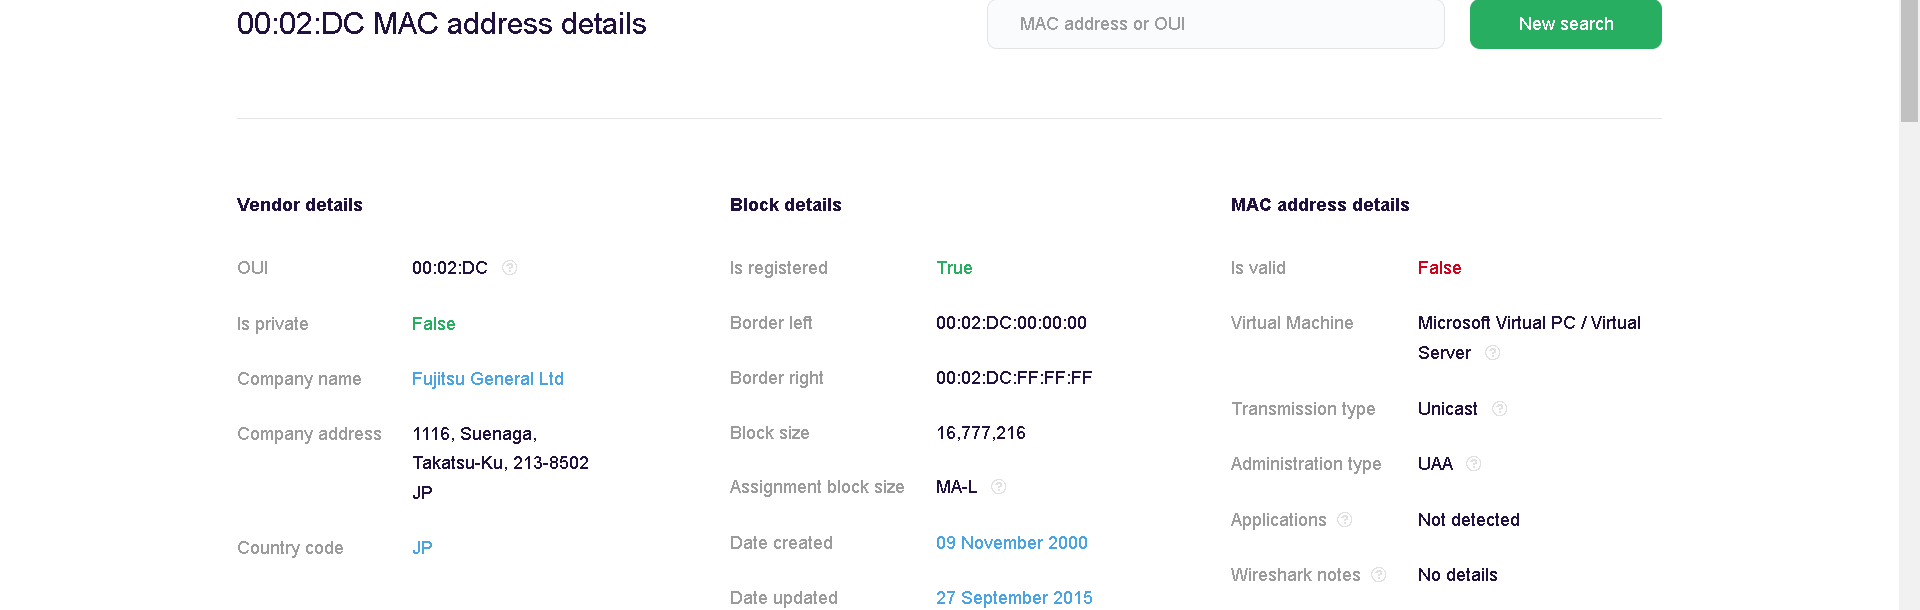 00:02:DC MAC address details
MAC address or OUI
New search
Vendor details
OUI 00:02:DC
Is private False
Company name Fujitsu General Ltd
Company address 1116, Suenaga,
Takatsu-Ku, 213-8502
JP
Country code JP
Block details
Is registered True
Border left 00:02:DC:00:00:00
Border right 00:02:DC:FF:FF:FF
Block size 16,777,216
Assignment block size MA-L
Date created 09 November 2000
Date updated 27 September 2015
MAC address details
Is valid False
Virtual Machine Microsoft Virtual PC / Virtual
Server
Transmission type Unicast
Administration type UAA
Applications Not detected
Wireshark notes No details